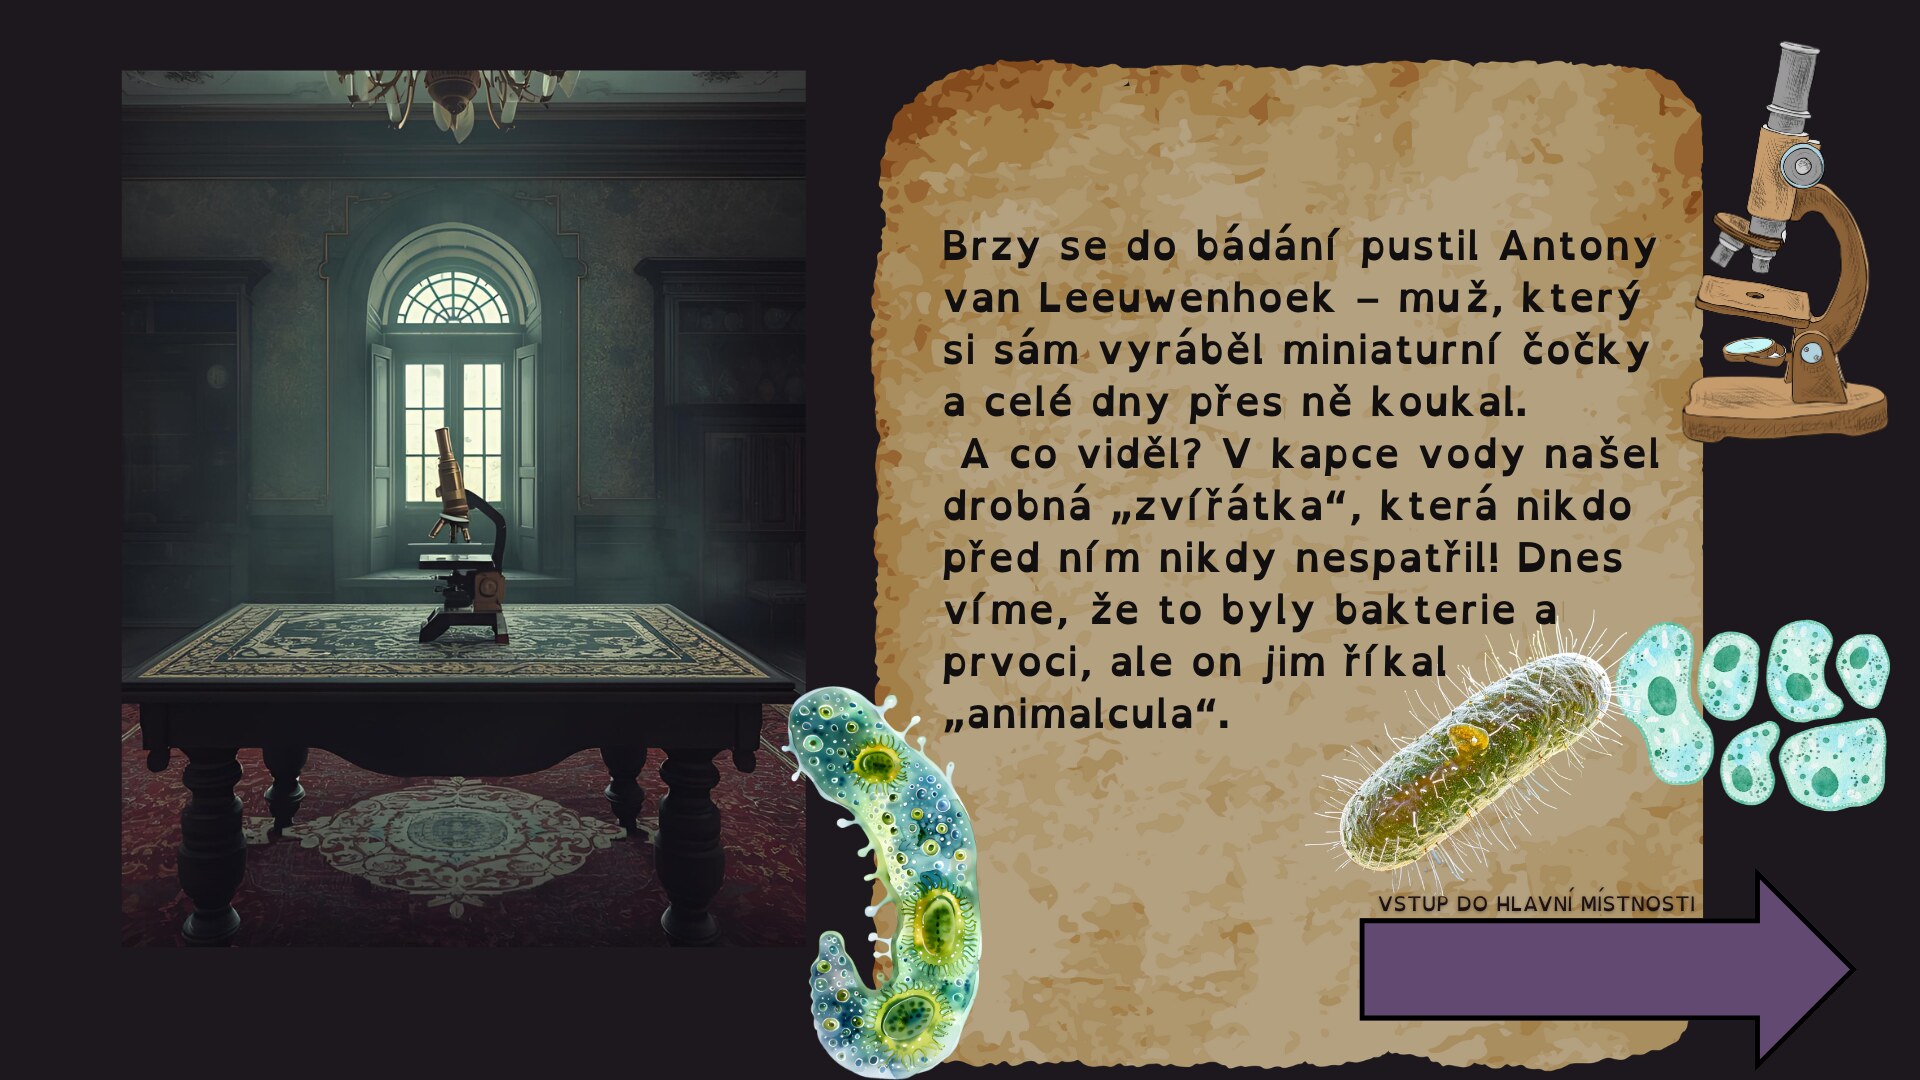 Brzy se do bádání pustil Antony
van Leeuwenhoek – muž, který
si sám vyráběl miniaturní čočky
a celé dny přes ně koukal.
A co viděl? V kapce vody našel
drobná „zvířátka“, která nikdo
před ním nikdy nespatřil! Dnes
víme, že to byly bakterie a
prvoci, ale on jim říkal
„animalcula“.
VSTUP DO HLAVNÍ MÍSTNOSTI